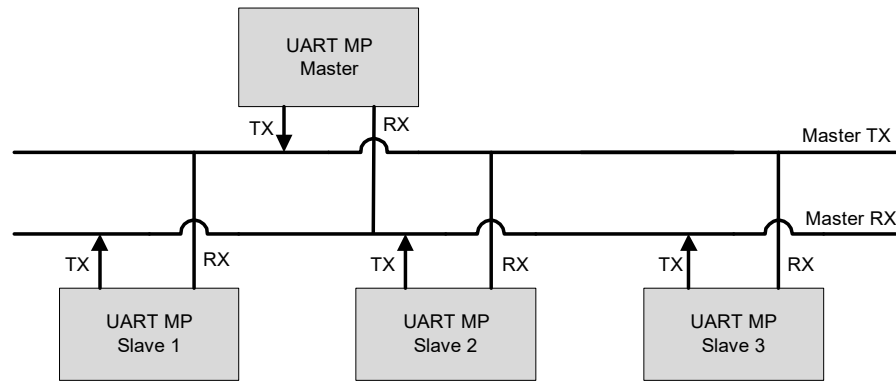 UART MP
Master
TX
RX
Master TX
Master RX
TX
RX
TX
RX
TX
RX
UART MP
Slave 1
UART MP
Slave 2
UART MP
Slave 3